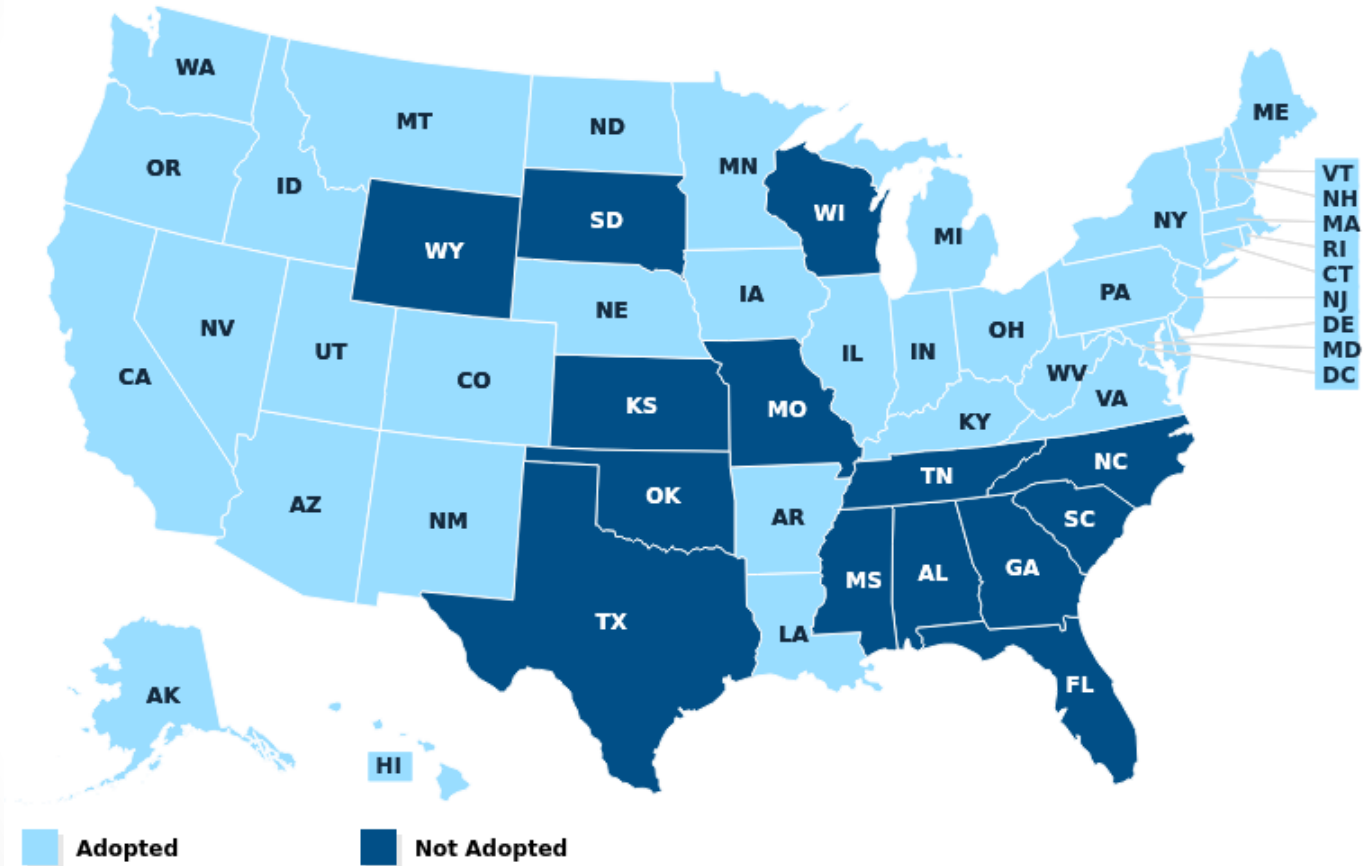 WA
MT
ND
MN
ME
OR
ID
WY
SD
WI
MI
NY
VT
NH
MA
RI
CT
NJ
DE
MD
DC
NV
UT
CO
NE
IA
IL
IN
OH
PA
CA
KS
MO
KY
WV
VA
AZ
NM
OK
AR
TN
NC
SC
TX
LA
MS
AL
GA
FL
AK
HI
Adopted
Not Adopted